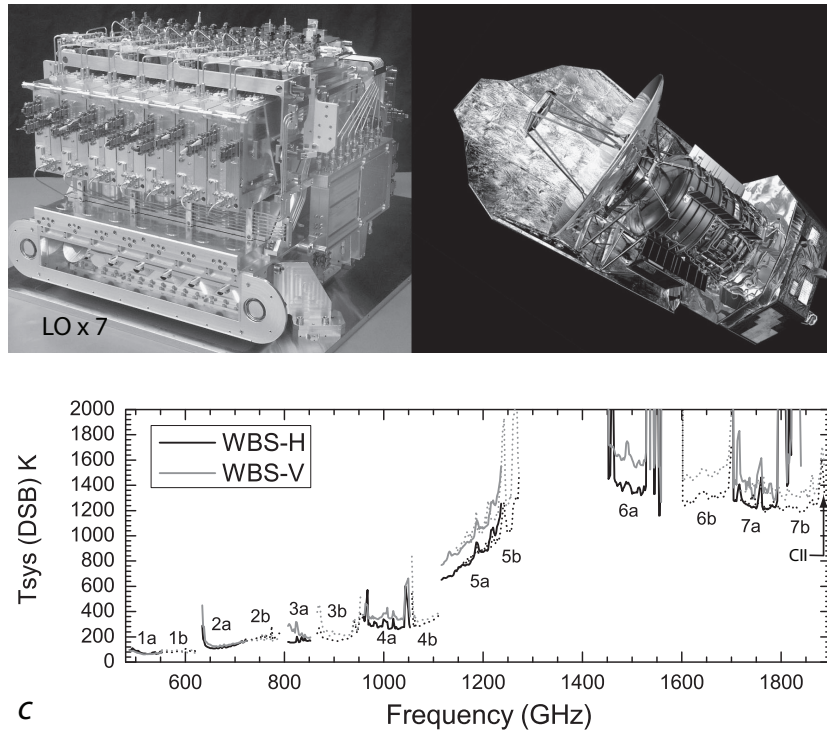 LO x 7
2000
1800
1600
1400
1200
1000
800
600
400
200
0
Tsys (DSB) K
WBS-H
WBS-V
1a
1b
2a
2b
3a
3b
4a
4b
5a
5b
6a
6b
7a
7b
CII
600
800
1000
1200
1400
1600
1800
Frequency (GHz)
C